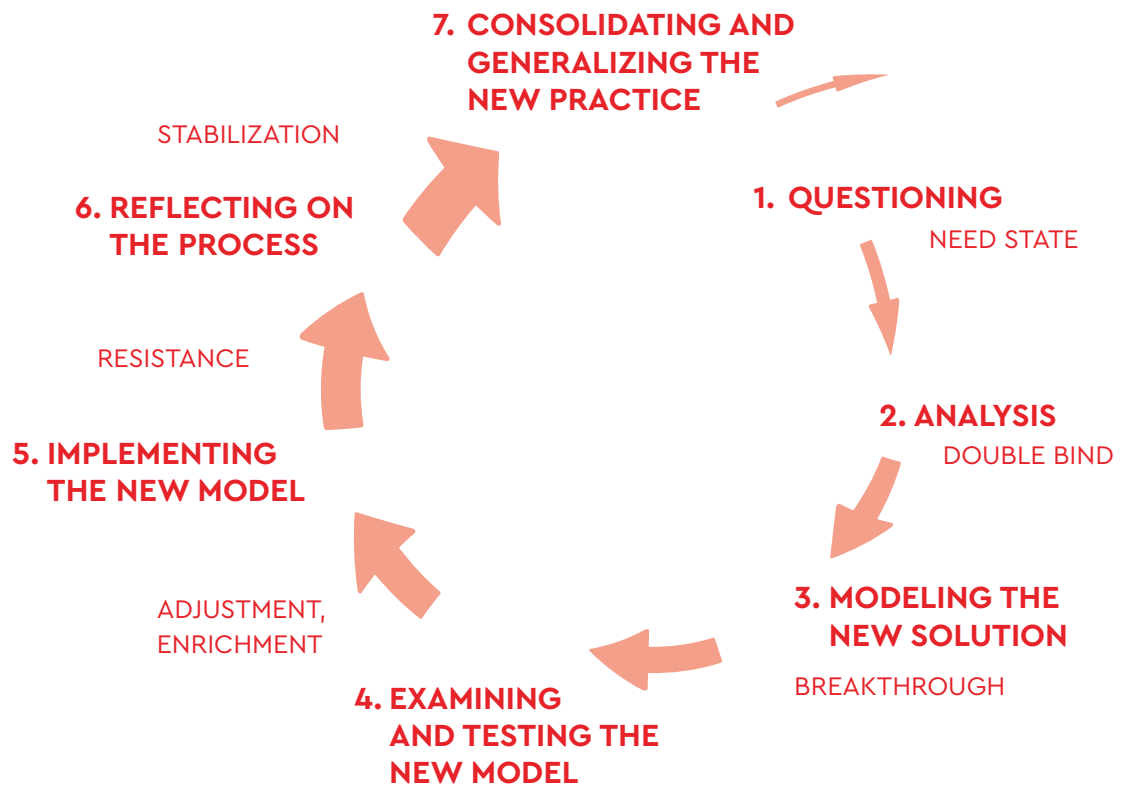 7. CONSOLIDATING AND
GENERALIZING THE
NEW PRACTICE
STABILIZATION
6. REFLECTING ON
THE PROCESS
1. QUESTIONING
NEED STATE
RESISTANCE
2. ANALYSIS
DOUBLE BIND
5. IMPLEMENTING
THE NEW MODEL
3. MODELING THE
NEW SOLUTION
BREAKTHROUGH
ADJUSTMENT,
ENRICHMENT
4. EXAMINING
AND TESTING THE
NEW MODEL